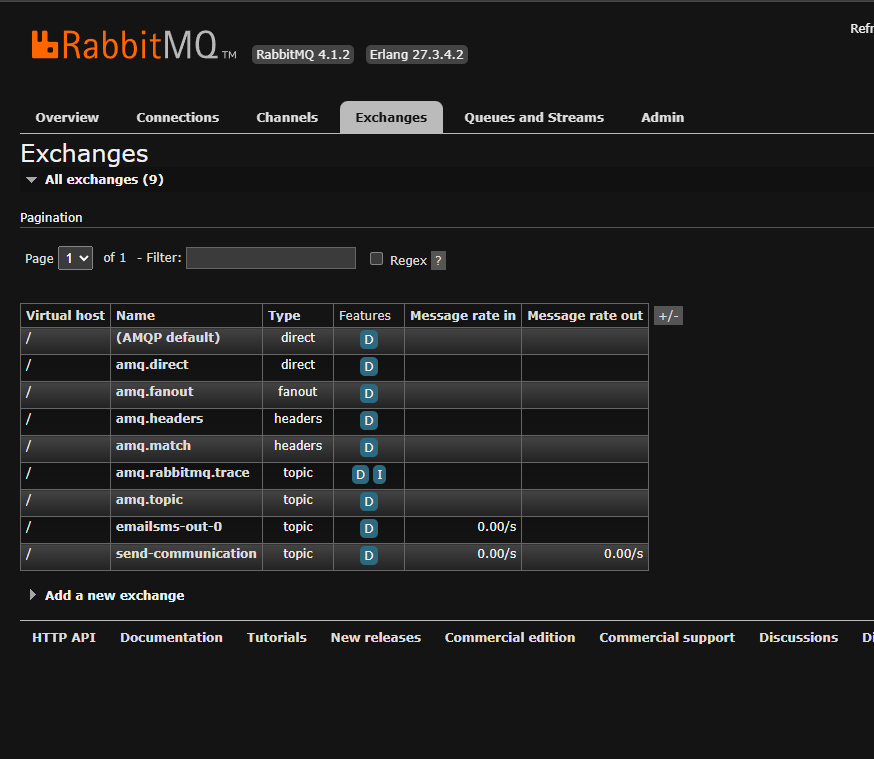 Refr
RabbitMQ TM RabbitMQ 4.1.2 Erlang 27.3.4.2
Overview Connections Channels Exchanges Queues and Streams Admin
Exchanges
All exchanges (9)
Pagination
Page 1 of 1 - Filter: Regex ?
Virtual host Name Type Features Message rate in Message rate out +/-
/ (AMQP default) direct D
/ amq.direct direct D
/ amq.fanout fanout D
/ amq.headers headers D
/ amq.match headers D
/ amq.rabbitmq.trace topic D I
/ amq.topic topic D
/ emailsms-out-0 topic D 0.00/s
/ send-communication topic D 0.00/s 0.00/s
Add a new exchange
HTTP API Documentation Tutorials New releases Commercial edition Commercial support Discussions Di